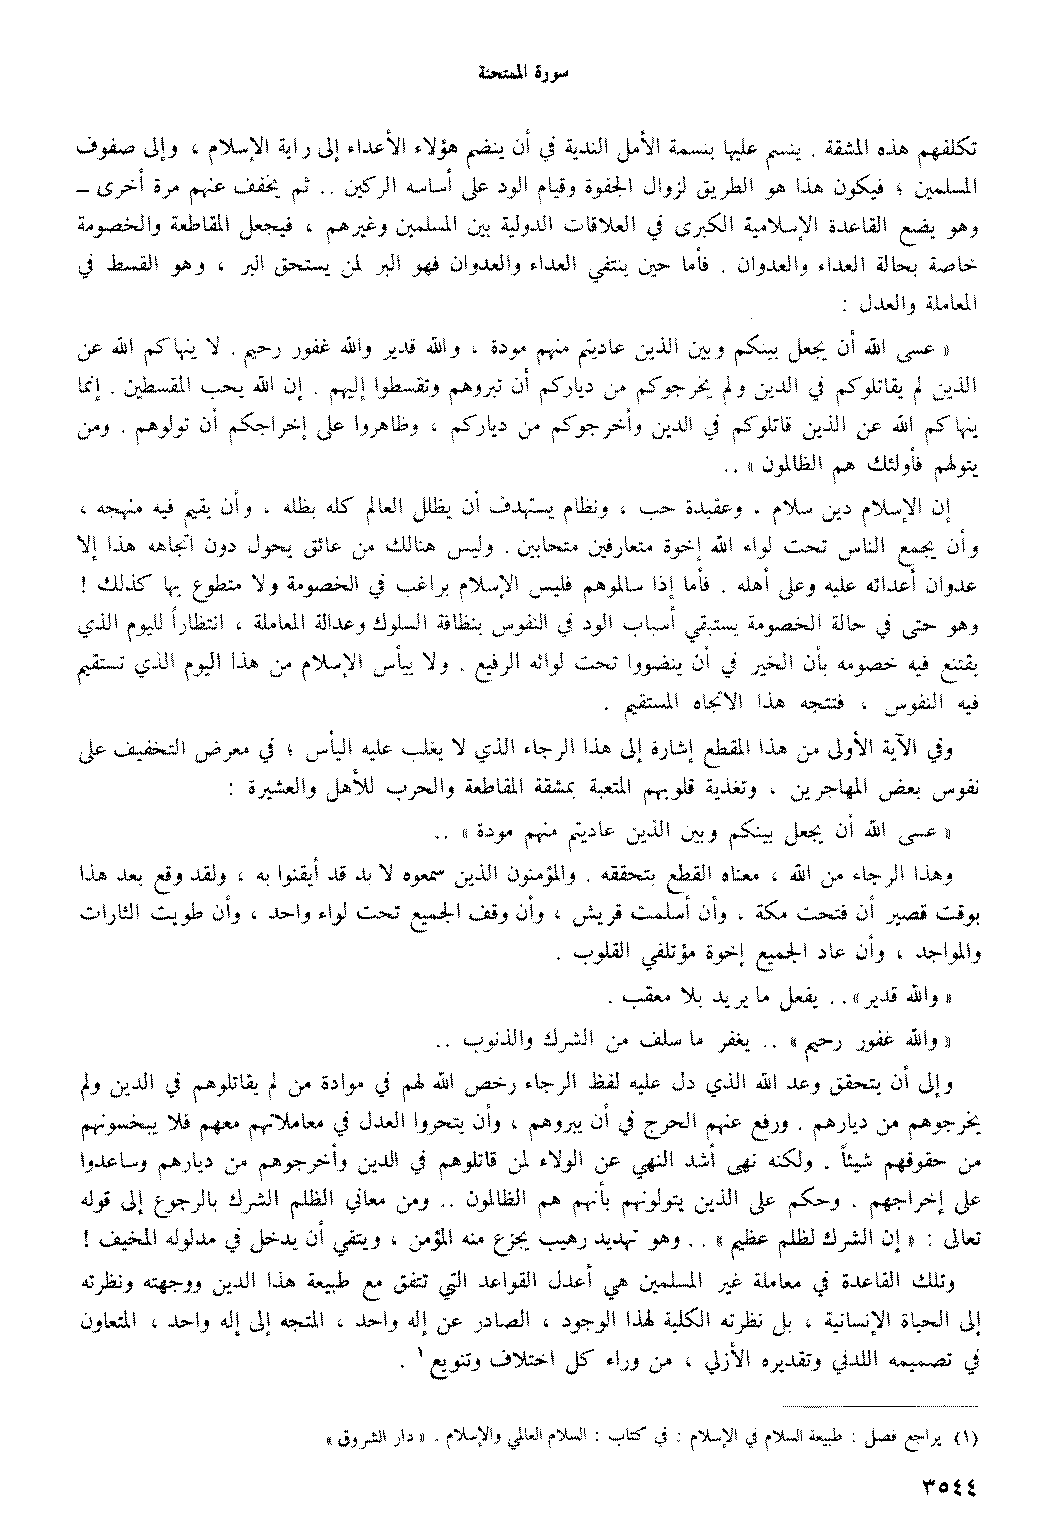 سورة الممتحنة
تكلفهم هذه المشقة . ينسم عليها بنسمة الأمل الندية في أن ينضم هؤلاء الأعداء إلى راية الإسلام ، وإلى صفوف
المسلمين ؛ فيكون هذا هو الطريق لزوال الجفوة وقيام الود على أساسه الركين .. ثم يخفف عنهم مرة أخرى ــ
وهو يضع القاعدة الإسلامية الكبرى في العلاقات الدولية بين المسلمين وغيرهم ، فيجعل المقاطعة والخصومة
خاصة بحالة العداء والعدوان . فأما حين ينتفي العداء والعدوان فهو البر لمن يستحق البر ، وهو القسط في
المعاملة والعدل :
« عسى الله أن يجعل بينكم وبين الذين عاديتم منهم مودة ، والله قدير والله غفور رحيم . لا ينهاكم الله عن
الذين لم يقاتلوكم في الدين ولم يخرجوكم من دياركم أن تبروهم وتقسطوا إليهم . إن الله يحب المقسطين . إنما
ينهاكم الله عن الذين قاتلوكم في الدين وأخرجوكم من دياركم ، وظاهروا على إخراجكم أن تولوهم . ومن
يتولهم فأولئك هم الظالمون » ..
إن الإسلام دين سلام ، وعقيدة حب ، ونظام يستهدف أن يظلل العالم كله بظله ، وأن يقيم فيه منهجه ،
وأن يجمع الناس تحت لواء الله إخوة متعارفين متحابين . وليس هنالك من عائق يحول دون اتجاهه هذا إلا
عدوان أعدائه عليه وعلى أهله . فأما إذا سالموهم فليس الإسلام براغب في الخصومة ولا متطوع بها كذلك !
وهو حتى في حالة الخصومة يستبقي أسباب الود في النفوس بنظافة السلوك وعدالة المعاملة ، انتظاراً لليوم الذي
يقتنع فيه خصومه بأن الخير في أن ينضووا تحت لوائه الرفيع . ولا ييأس الإسلام من هذا اليوم الذي تستقيم
فيه النفوس ، فتتجه هذا الاتجاه المستقيم .
وفي الآية الأولى من هذا المقطع إشارة إلى هذا الرجاء الذي لا يغلب عليه اليأس ؛ في معرض التخفيف على
نفوس بعض المهاجرين ، وتغذية قلوبهم المتعبة بمشقة المقاطعة والحرب للأهل والعشيرة :
« عسى الله أن يجعل بينكم وبين الذين عاديتم منهم مودة » ..
وهذا الرجاء من الله ، معناه القطع بتحققه . والمؤمنون الذين سمعوه لا بد قد أيقنوا به ، ولقد وقع بعد هذا
بوقت قصير أن فتحت مكة ، وأن أسلمت قريش ، وأن وقف الجميع تحت لواء واحد ، وأن طويت الثارات
والمواجد ، وأن عاد الجميع إخوة مؤتلفي القلوب .
« والله قدير » .. يفعل ما يريد بلا معقب .
« والله غفور رحيم » .. يغفر ما سلف من الشرك والذنوب ..
وإلى أن يتحقق وعد الله الذي دل عليه لفظ الرجاء رخص الله لهم في موادة من لم يقاتلوهم في الدين ولم
يخرجوهم من ديارهم . ورفع عنهم الحرج في أن يبروهم ، وأن يتحروا العدل في معاملاتهم معهم فلا يبخسونهم
من حقوقهم شيئاً . ولكنه نهى أشد النهي عن الولاء لمن قاتلوهم في الدين وأخرجوهم من ديارهم وساعدوا
على إخراجهم . وحكم على الذين يتولونهم بأنهم هم الظالمون .. ومن معاني الظلم الشرك بالرجوع إلى قوله
تعالى : « إن الشرك لظلم عظيم » .. وهو تهديد رهيب يجزع منه المؤمن ، ويتقي أن يدخل في مدلوله المخيف !
وتلك القاعدة في معاملة غير المسلمين هي أعدل القواعد التي تتفق مع طبيعة هذا الدين ووجهته ونظرته
إلى الحياة الإنسانية ، بل نظرته الكلية لهذا الوجود ، الصادر عن إله واحد ، المتجه إلى إله واحد ، المتعاون
في تصميمه اللدني وتقديره الأزلي ، من وراء كل اختلاف وتنويع ١ .
(١) يراجع فصل : طبيعة السلام في الإسلام : في كتاب : السلام العالمي والإسلام . « دار الشروق »
٣٥٤٤